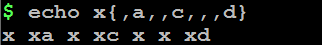 $ echo x{,a,,c,,,d}
x xa x xc x x xd